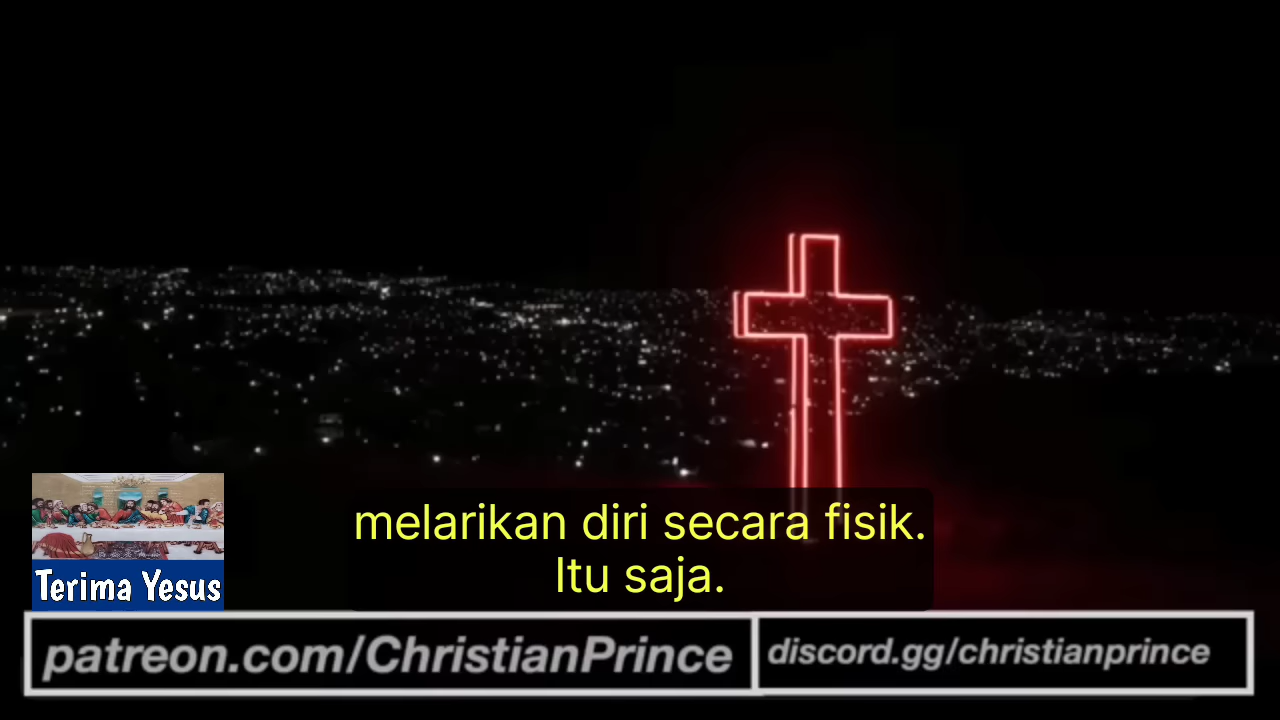 melarikan diri secara fisik.
Itu saja.
Terima Yesus
patreon.com/ChristianPrince
discord.gg/christianprince